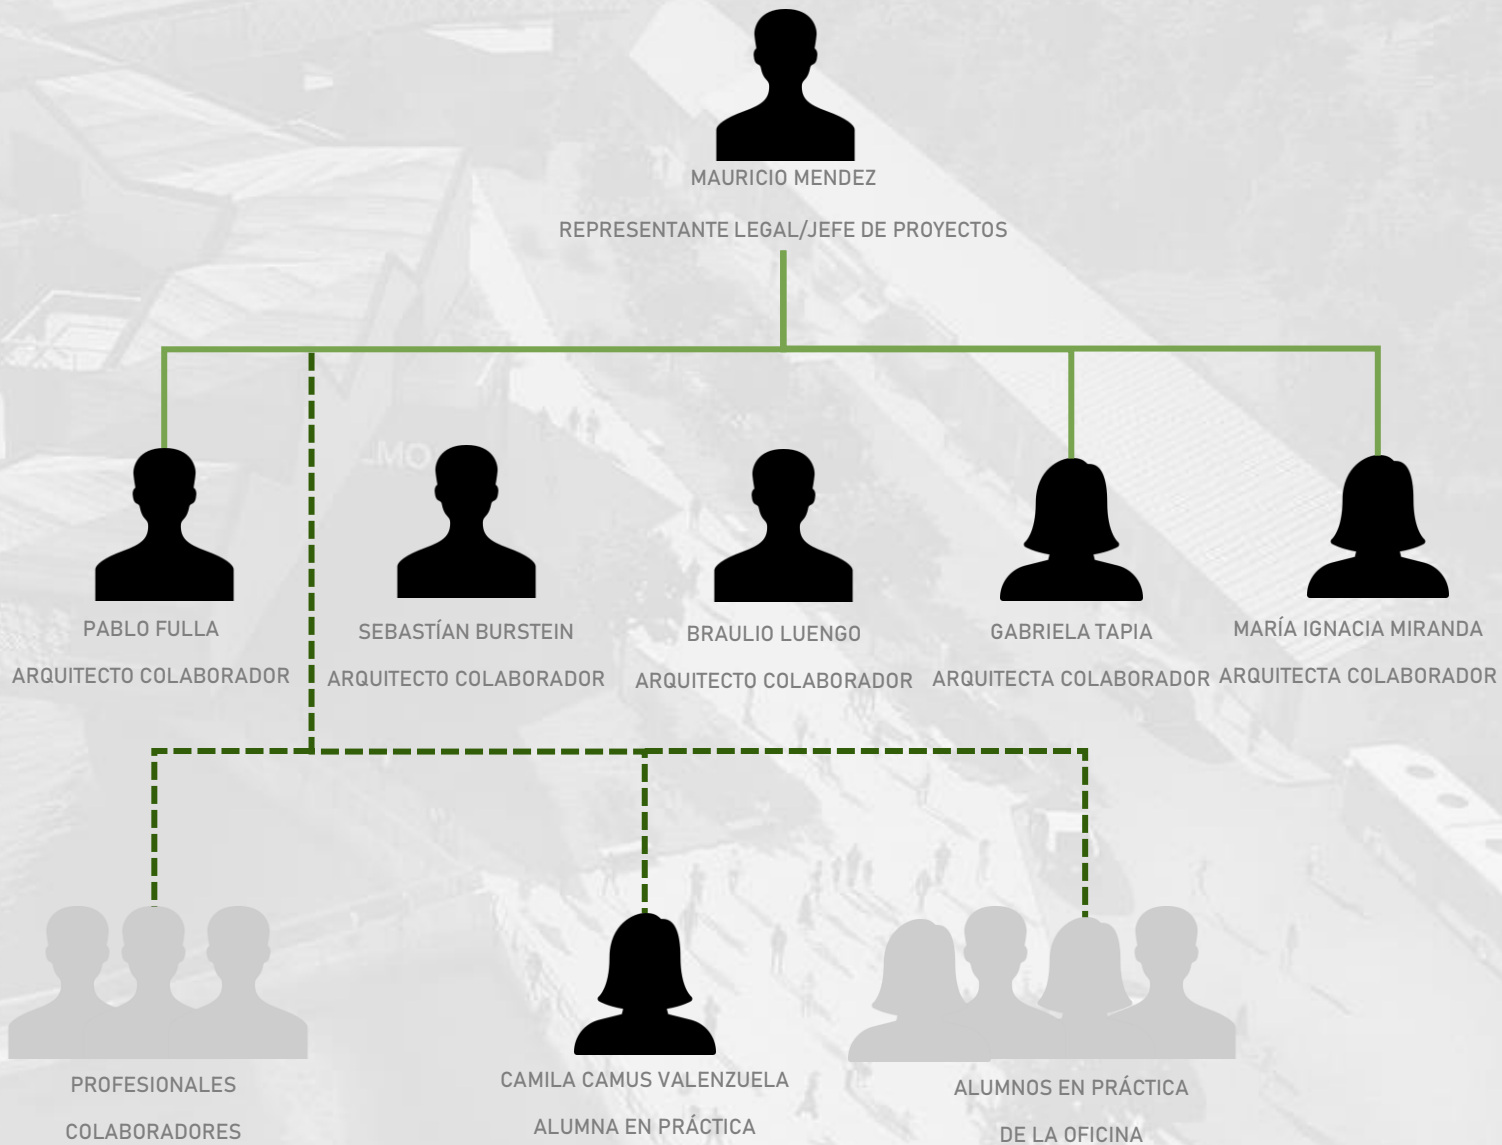 MAURICIO MENDEZ
REPRESENTANTE LEGAL/JEFE DE PROYECTOS
LMO
PABLO FULLA
ARQUITECTO COLABORADOR
SEBASTÍAN BURSTEIN
ARQUITECTO COLABORADOR
BRAULIO LUENGO
ARQUITECTO COLABORADOR
GABRIELA TAPIA
ARQUITECTA COLABORADOR
MARÍA IGNACIA MIRANDA
ARQUITECTA COLABORADOR
PROFESIONALES
COLABORADORES
CAMILA CAMUS VALENZUELA
ALUMNA EN PRÁCTICA
ALUMNOS EN PRÁCTICA
DE LA OFICINA